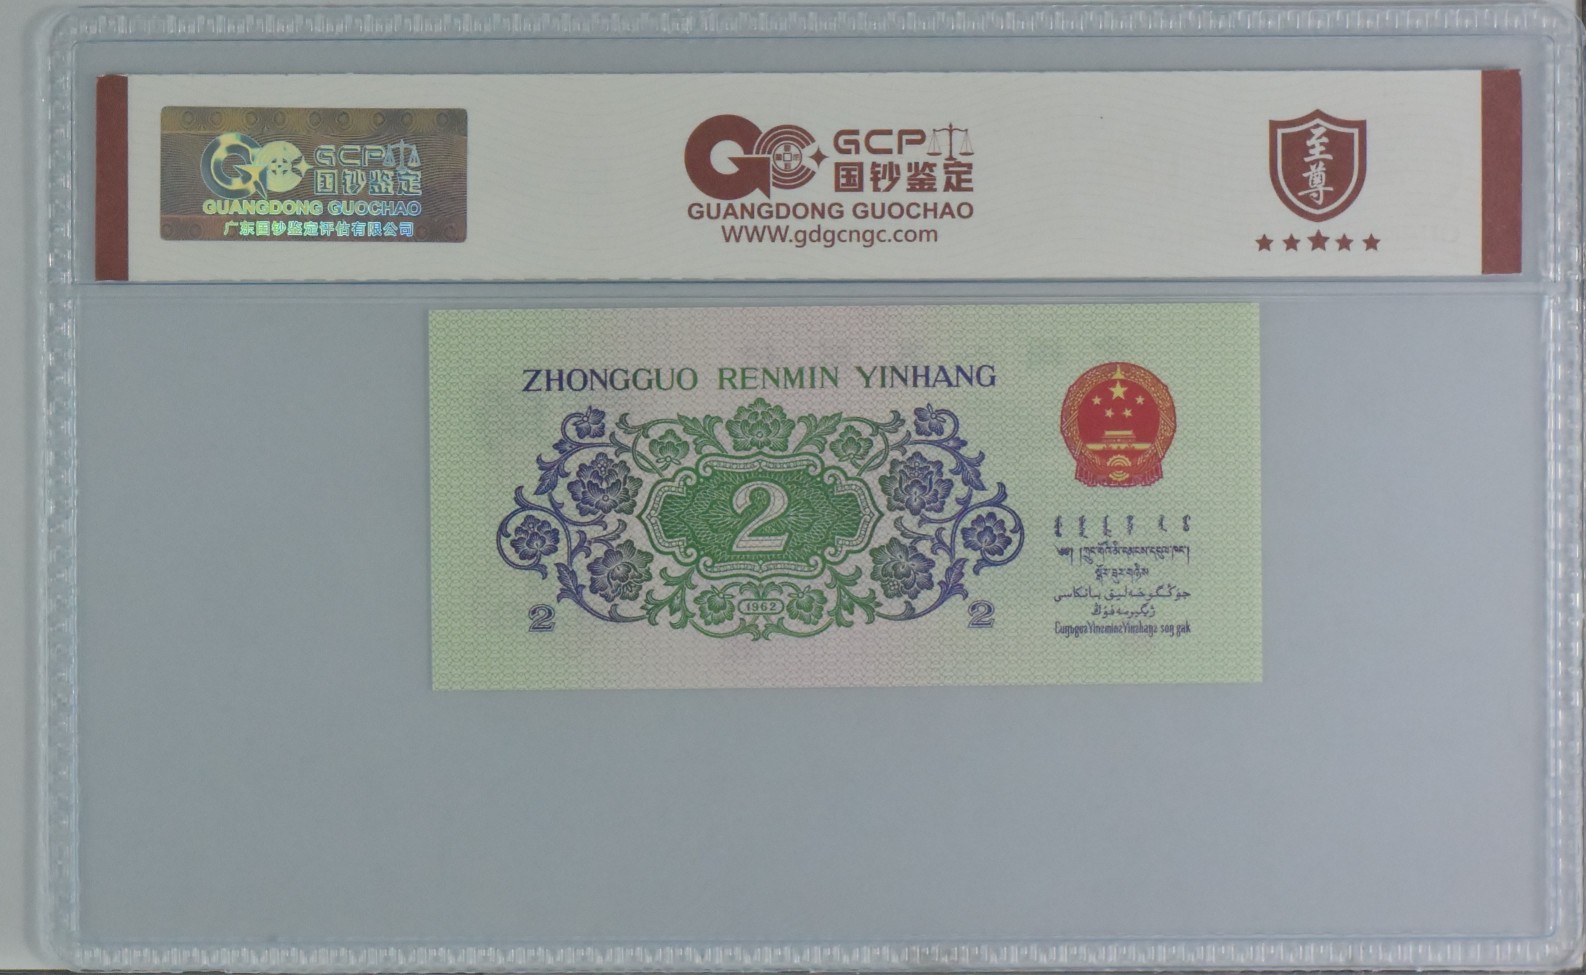 GCP
国钞鉴定
GUANGDONG GUOCHAO
广东国钞鉴定评估有限公司
GCP
国钞鉴定
GUANGDONG GUOCHAO
WWW.gdgcngc.com
至尊
ZHONGGUO RENMIN YINHANG
2
1962
2
2
جۇڭگوخەلىق بانكاسى